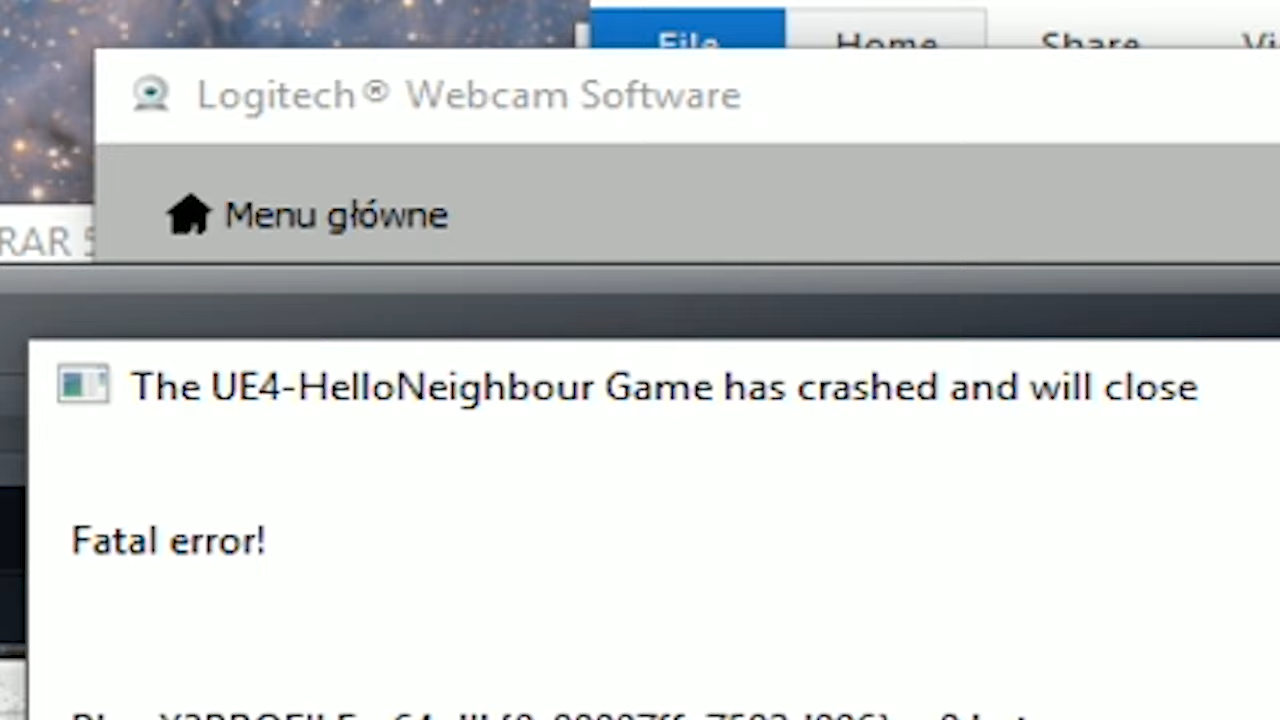 File Home Share
Logitech® Webcam Software
Menu główne
RAR
The UE4-HelloNeighbour Game has crashed and will close
Fatal error!